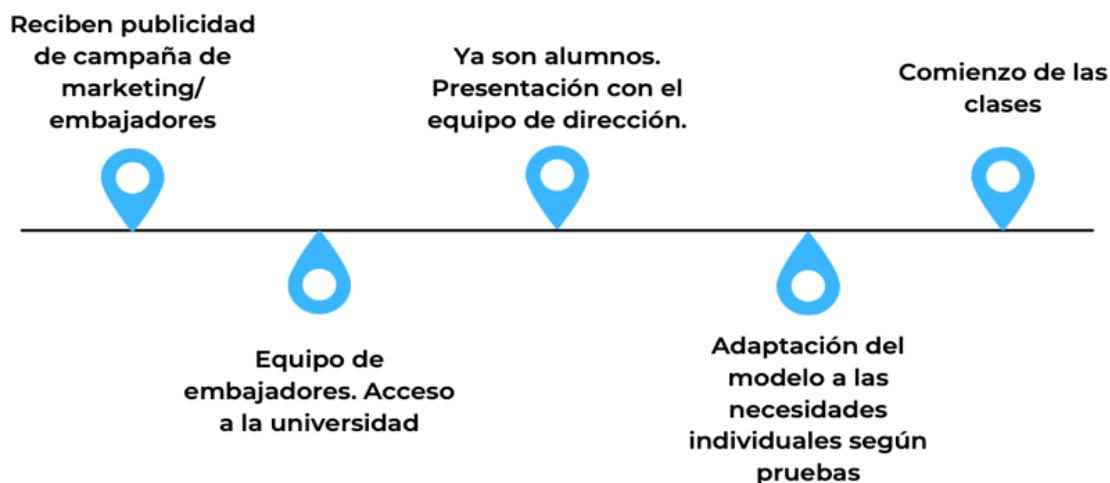 Reciben publicidad
de campaña de
marketing/
embajadores
Equipo de
embajadores. Acceso
a la universidad
Ya son alumnos.
Presentación con el
equipo de dirección.
Adaptación del
modelo a las
necesidades
individuales según
pruebas
Comienzo de las
clases